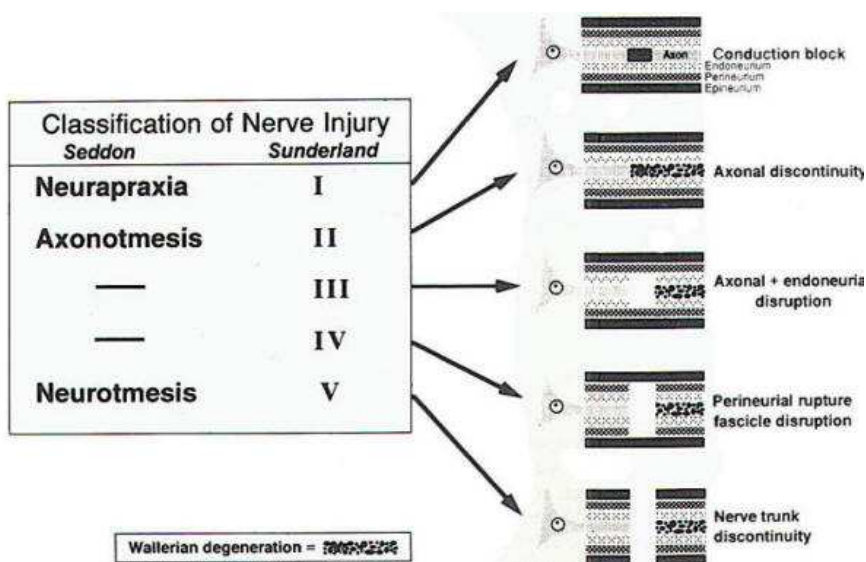 Classification of Nerve Injury
Seddon Sunderland
Neurapraxia I
Axonotmesis II
— III
— IV
Neurotmesis V
Wallerian degeneration =
Axon
Conduction block
Endoneurium
Perineurium
Epineurium
Axonal discontinuity
Axonal + endoneuria
disruption
Perineurial rupture
fascicle disruption
Nerve trunk
discontinuity